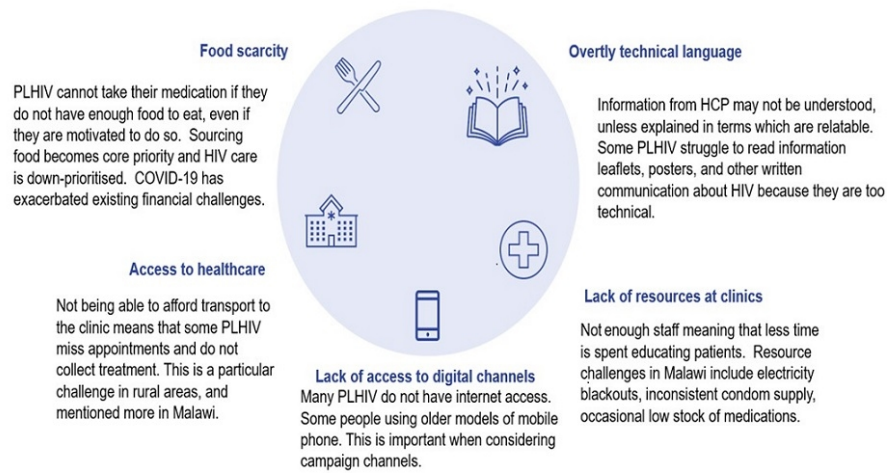 Food scarcity
PLHIV cannot take their medication if they
do not have enough food to eat, even if
they are motivated to do so. Sourcing
food becomes core priority and HIV care
is down-prioritised. COVID-19 has
exacerbated existing financial challenges.
Overtly technical language
Information from HCP may not be understood,
unless explained in terms which are relatable.
Some PLHIV struggle to read information
leaflets, posters, and other written
communication about HIV because they are too
technical.
Access to healthcare
Not being able to afford transport to
the clinic means that some PLHIV
miss appointments and do not
collect treatment. This is a particular
challenge in rural areas, and
mentioned more in Malawi.
Lack of access to digital channels
Many PLHIV do not have internet access.
Some people using older models of mobile
phone. This is important when considering
campaign channels.
Lack of resources at clinics
Not enough staff meaning that less time
is spent educating patients. Resource
challenges in Malawi include electricity
blackouts, inconsistent condom supply,
occasional low stock of medications.